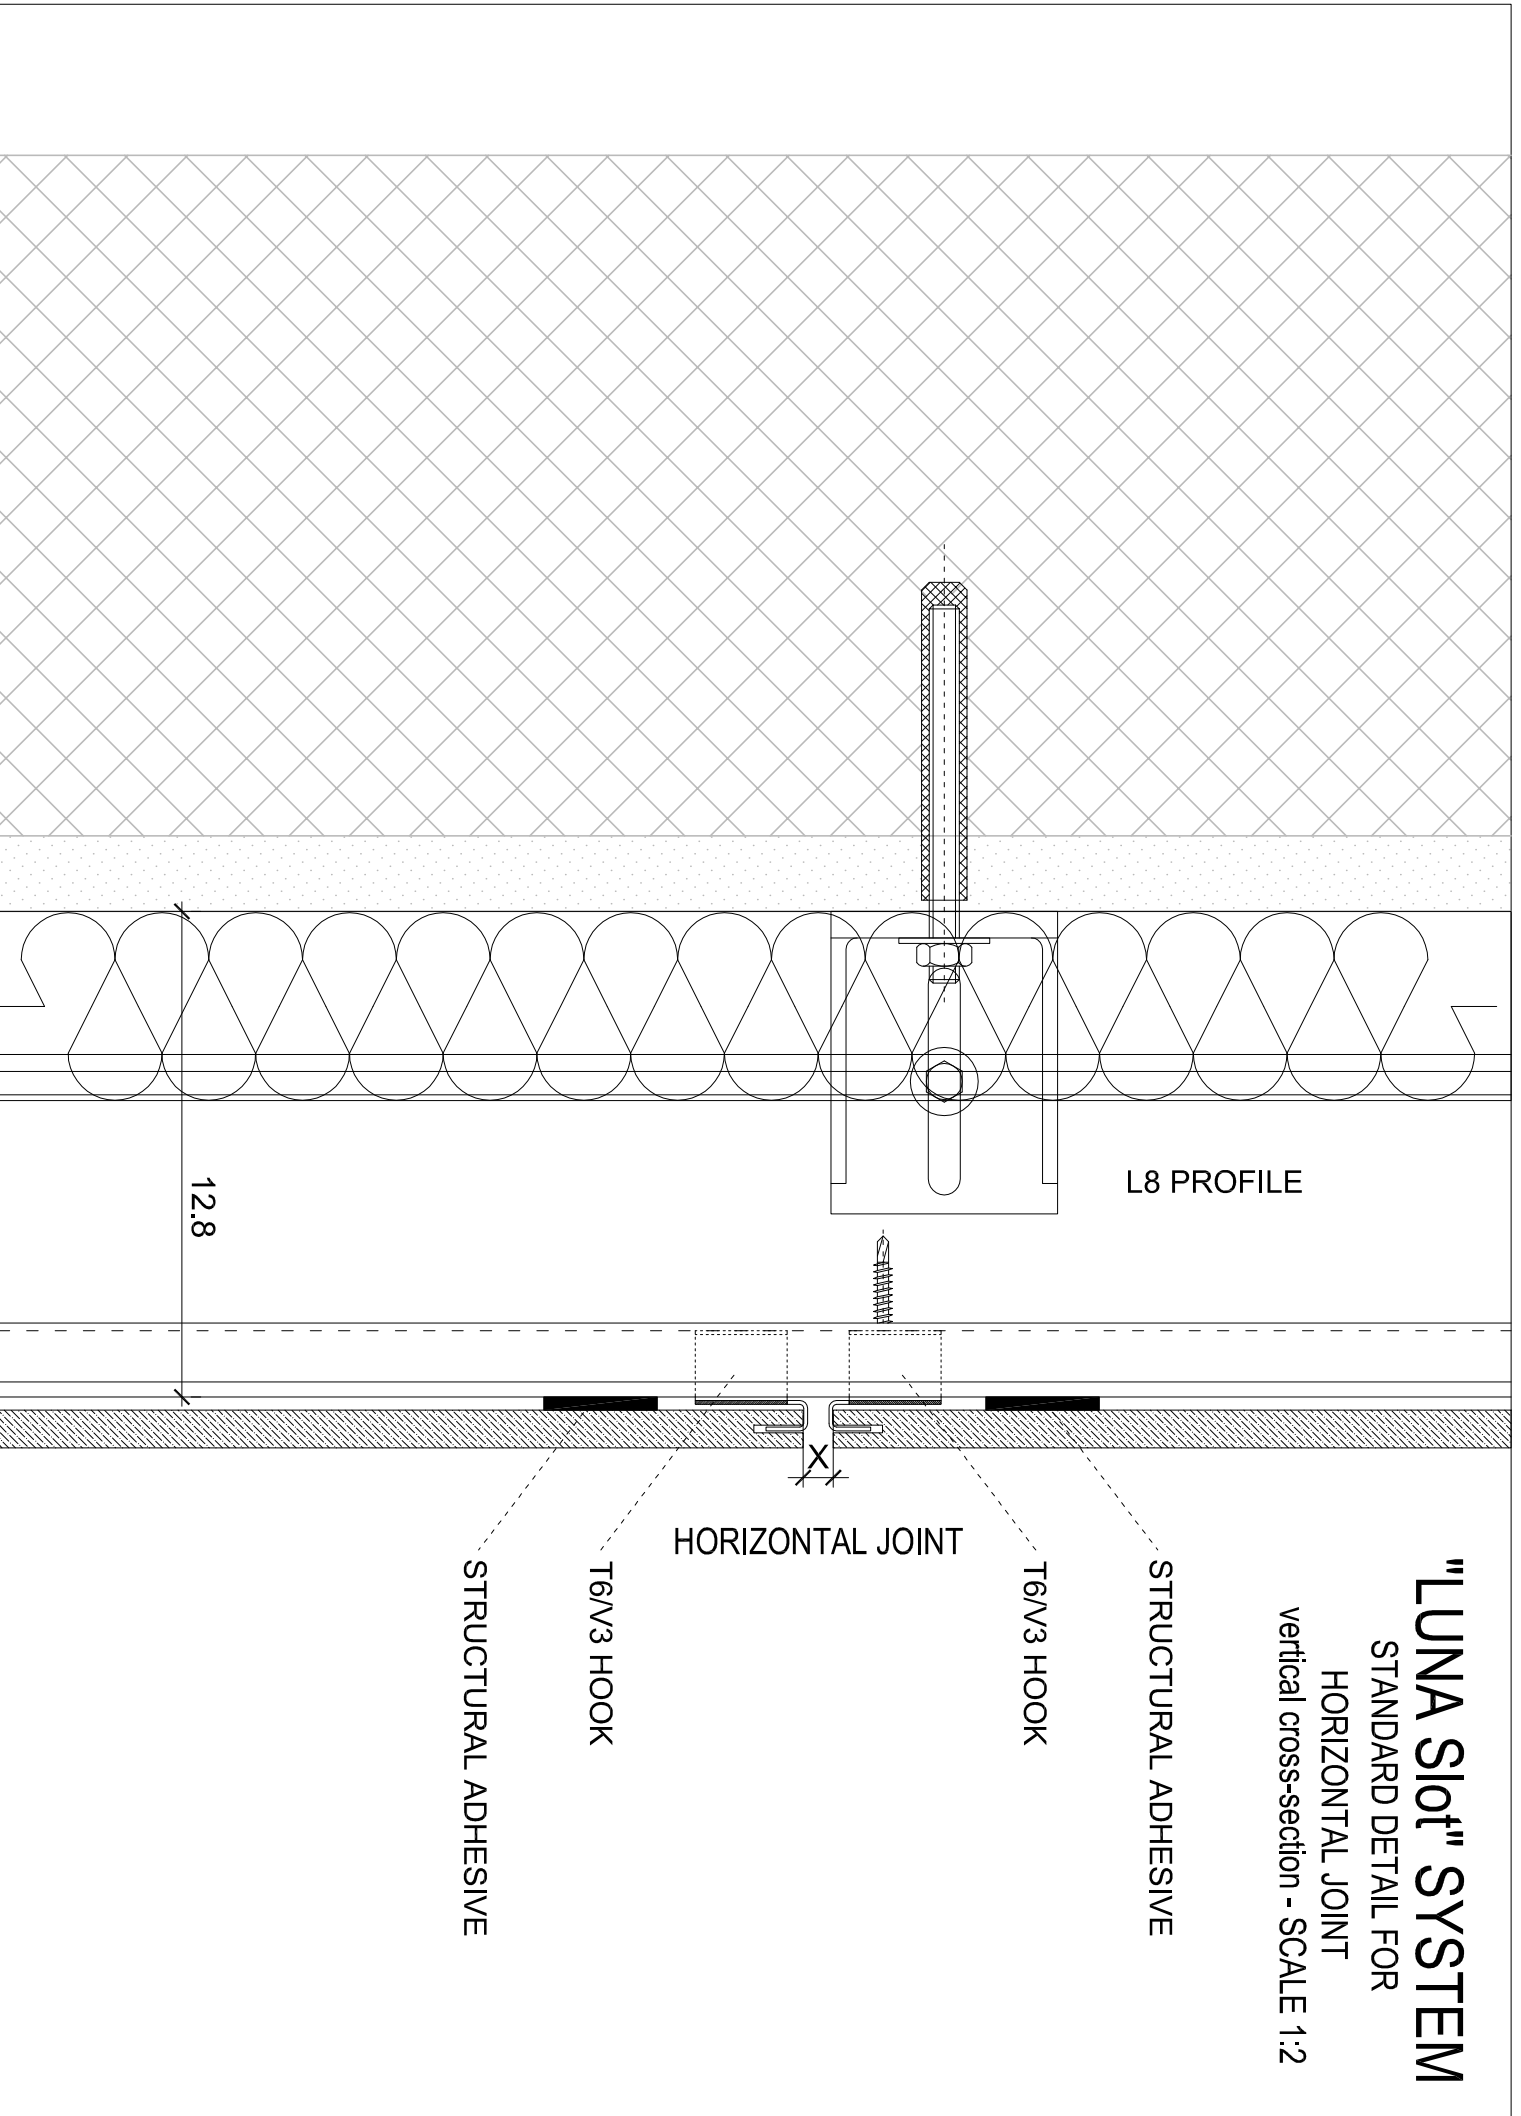 "LUNA Slot" SYSTEM
STANDARD DETAIL FOR
HORIZONTAL JOINT
vertical cross-section - SCALE 1:2
STRUCTURAL ADHESIVE
T6/V3 HOOK
L8 PROFILE
X
HORIZONTAL JOINT
T6/V3 HOOK
STRUCTURAL ADHESIVE
12.8